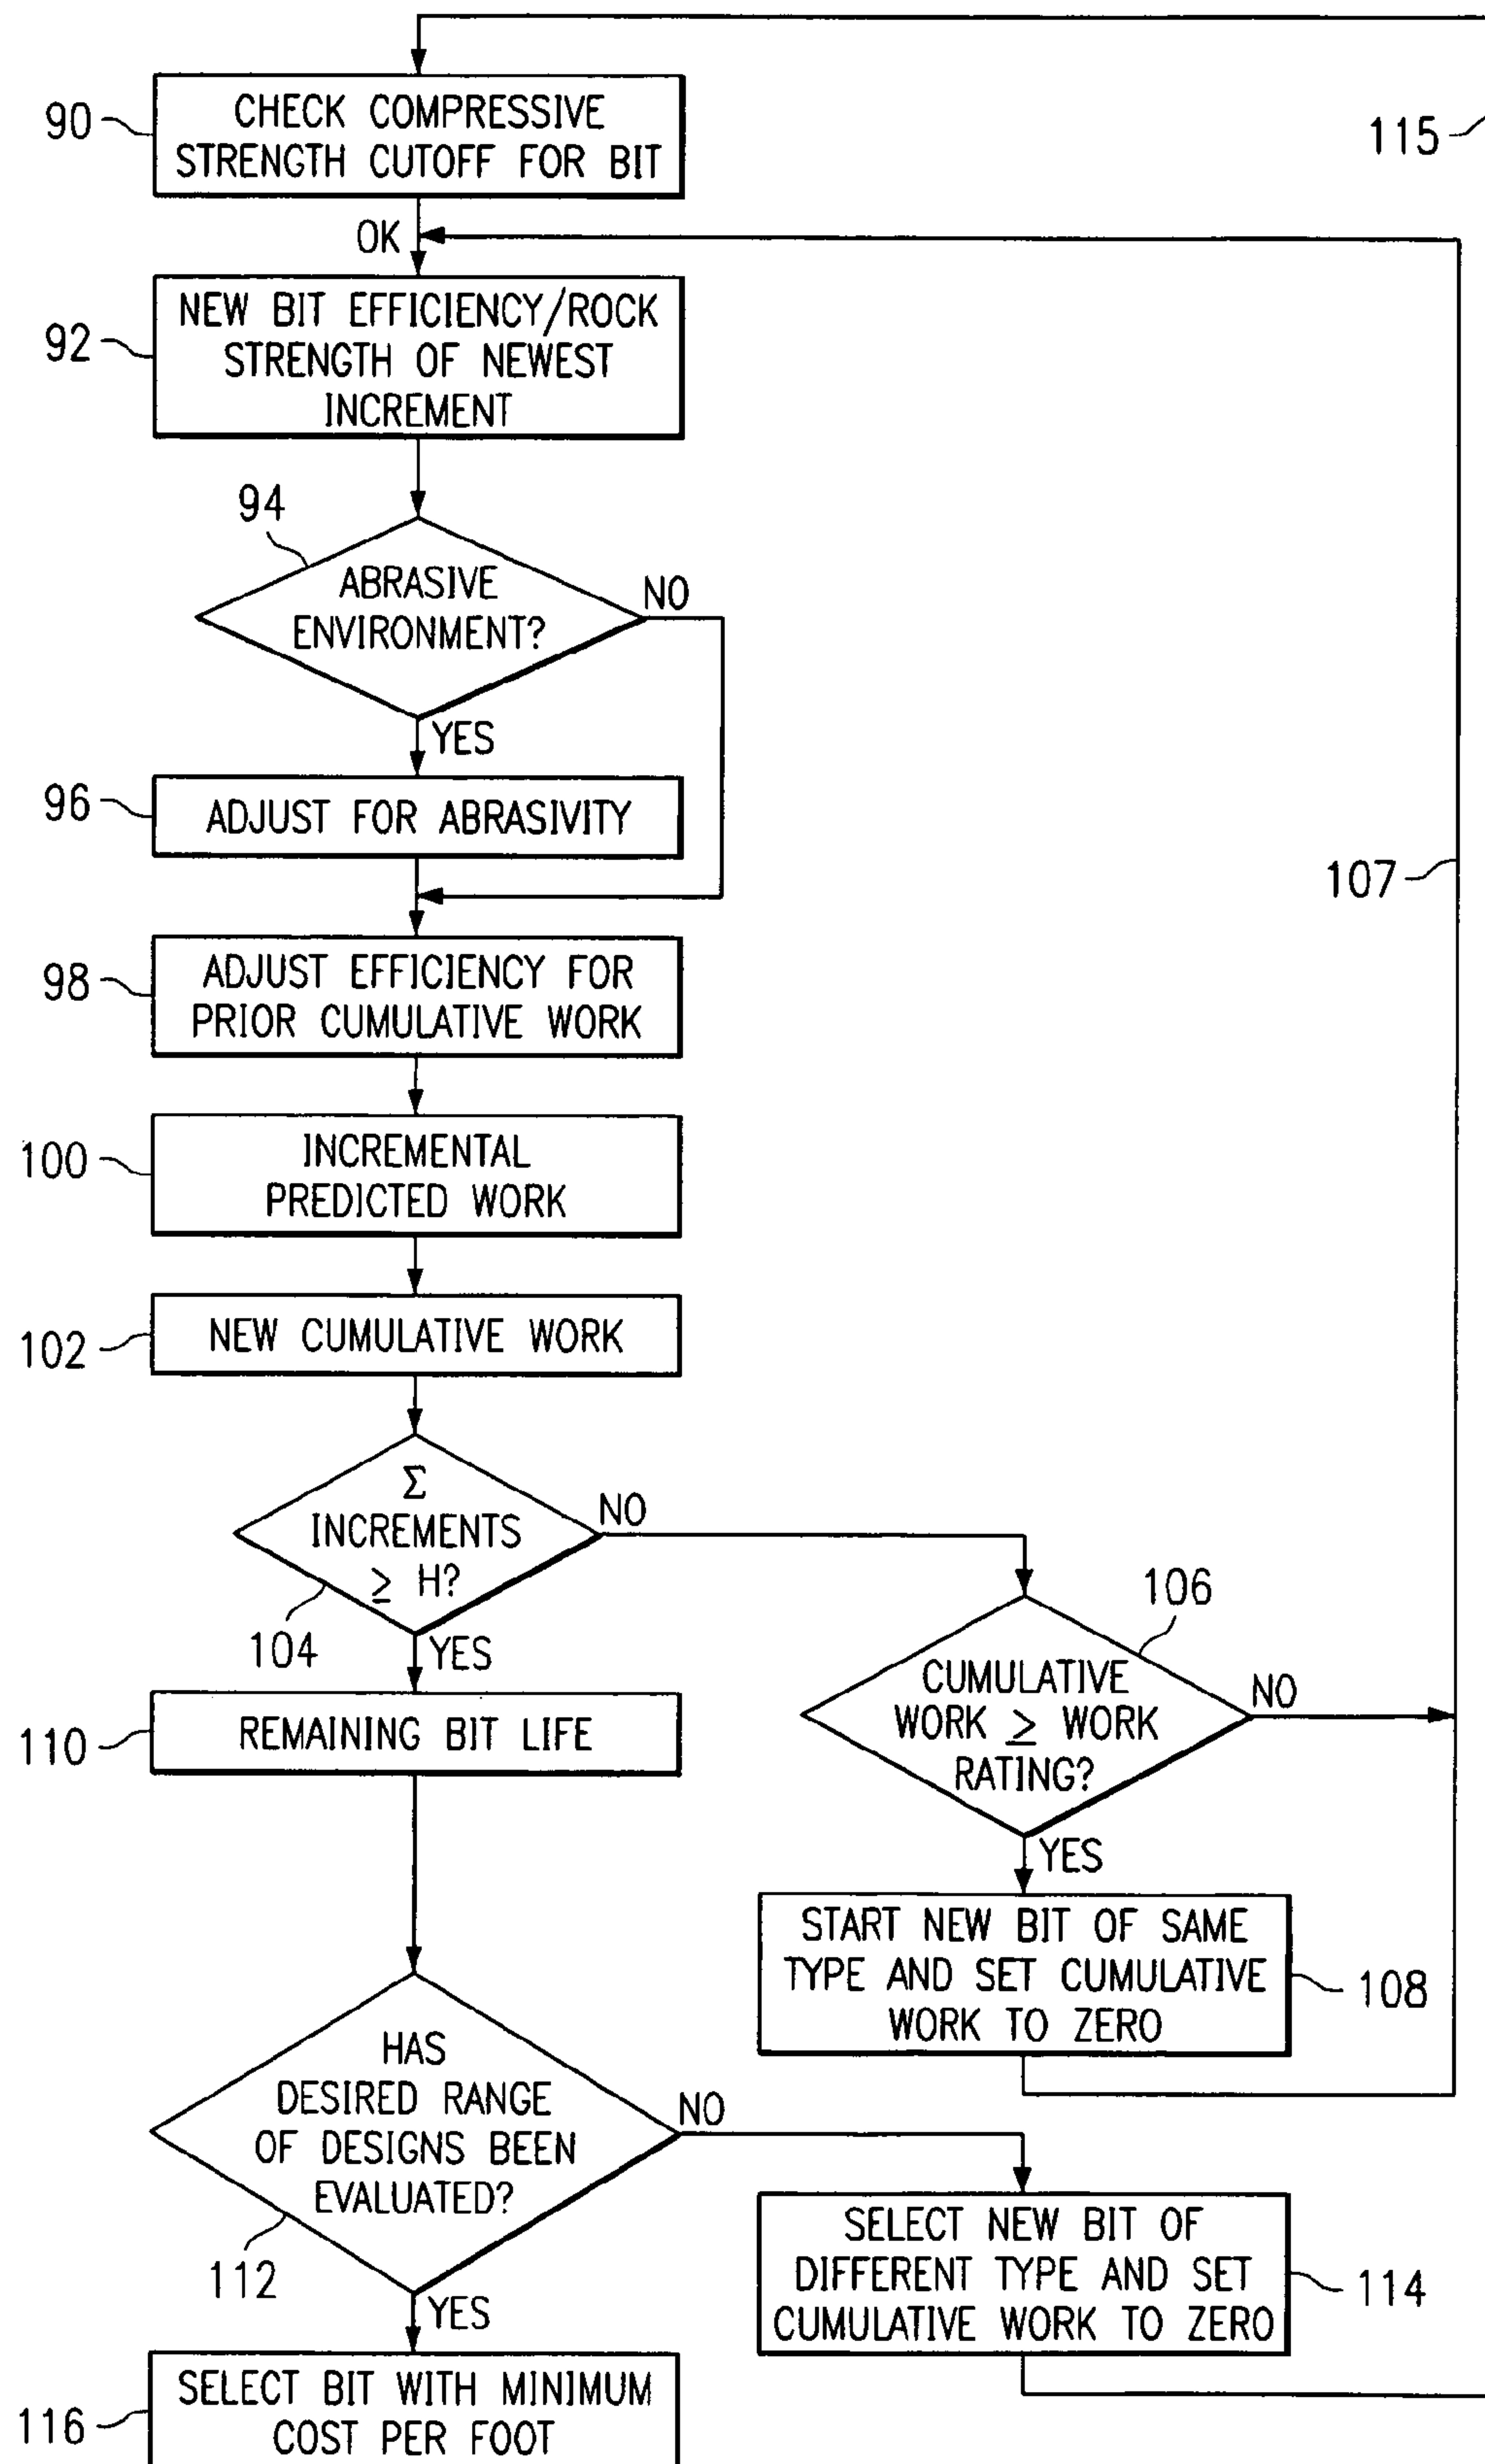 90
CHECK COMPRESSIVE
STRENGTH CUTOFF FOR BIT
115
OK
92
NEW BIT EFFICIENCY/ROCK
STRENGTH OF NEWEST
INCREMENT
94
ABRASIVE
ENVIRONMENT?
NO
YES
96
ADJUST FOR ABRASIVITY
107
98
ADJUST EFFICIENCY FOR
PRIOR CUMULATIVE WORK
100
INCREMENTAL
PREDICTED WORK
102
NEW CUMULATIVE WORK
Σ
INCREMENTS
≥ H?
NO
104
YES
106
CUMULATIVE
WORK ≥ WORK
RATING?
NO
YES
110
REMAINING BIT LIFE
START NEW BIT OF SAME
TYPE AND SET CUMULATIVE
WORK TO ZERO
108
HAS
DESIRED RANGE
OF DESIGNS BEEN
EVALUATED?
NO
112
YES
SELECT NEW BIT OF
DIFFERENT TYPE AND SET
CUMULATIVE WORK TO ZERO
114
116
SELECT BIT WITH MINIMUM
COST PER FOOT